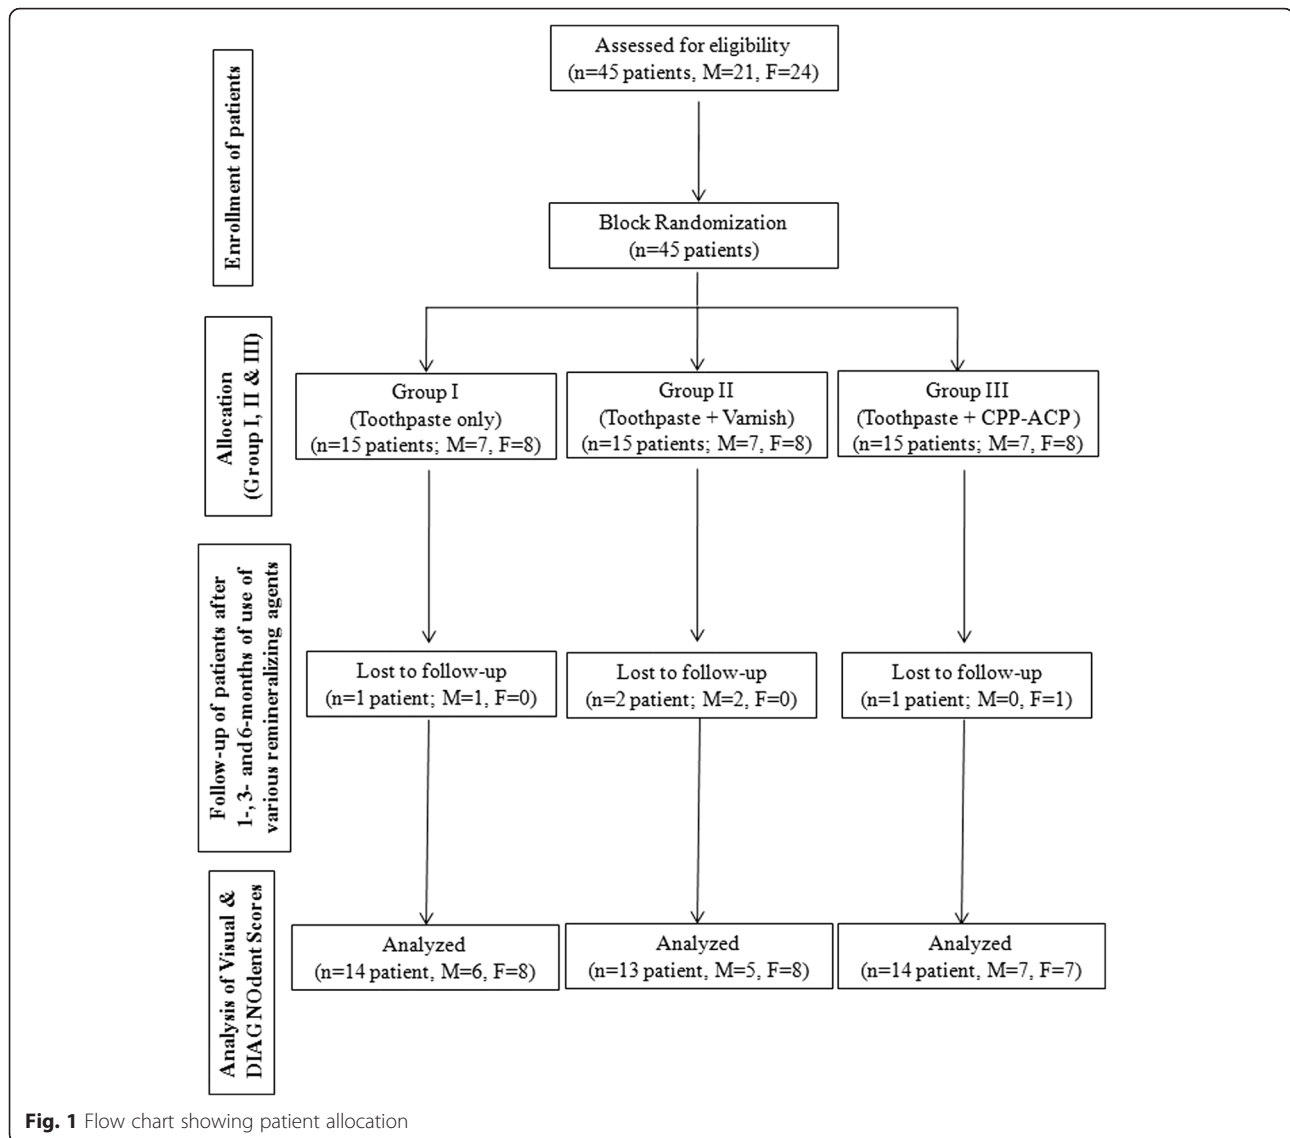 Enrollment of patients
Assessed for eligibility
(n=45 patients, M=21, F=24)
Block Randomization
(n=45 patients)
Allocation
(Group I, II & III)
Group I
(Toothpaste only)
(n=15 patients; M=7, F=8)
Group II
(Toothpaste + Varnish)
(n=15 patients; M=7, F=8)
Group III
(Toothpaste + CPP-ACP)
(n=15 patients; M=7, F=8)
Follow-up of patients after
1-, 3- and 6-months of use of
various remineralizing agents
Lost to follow-up
(n=1 patient; M=1, F=0)
Lost to follow-up
(n=2 patient; M=2, F=0)
Lost to follow-up
(n=1 patient; M=0, F=1)
Analysis of Visual &
DIAGNOdent Scores
Analyzed
(n=14 patient, M=6, F=8)
Analyzed
(n=13 patient, M=5, F=8)
Analyzed
(n=14 patient, M=7, F=7)
Fig. 1 Flow chart showing patient allocation